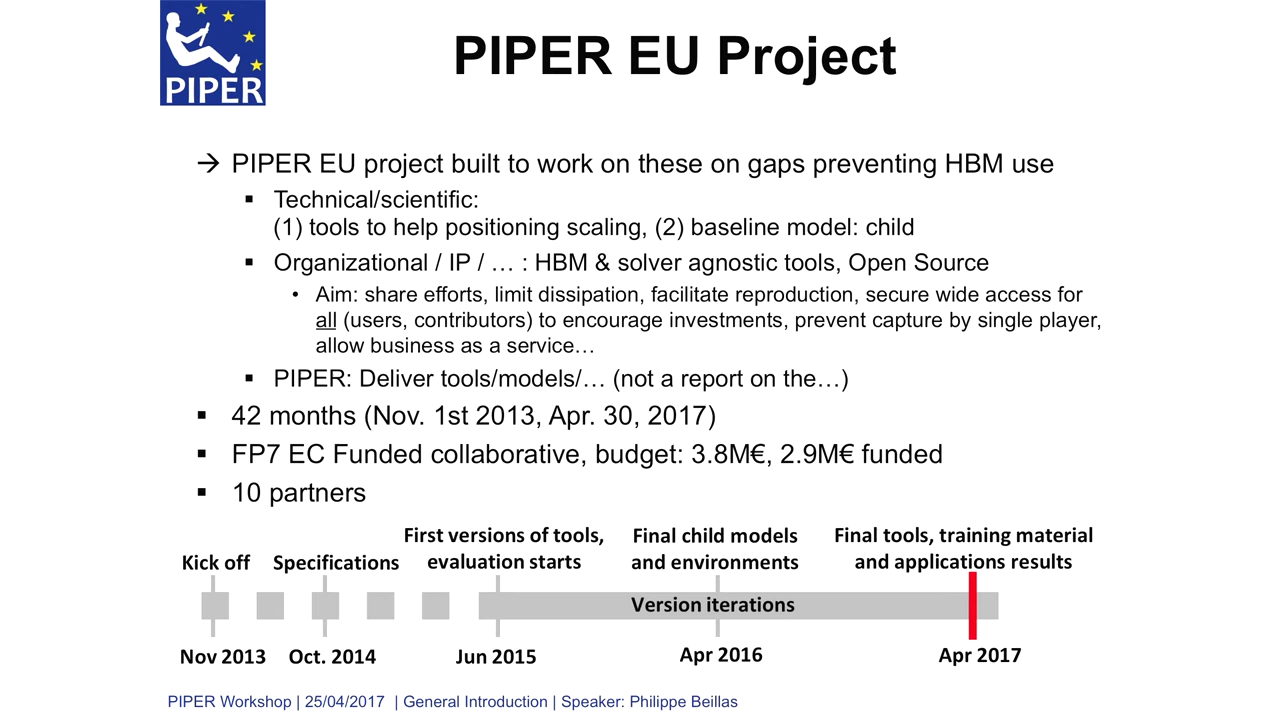 PIPER
PIPER EU Project
→ PIPER EU project built to work on these on gaps preventing HBM use
▪ Technical/scientific:
(1) tools to help positioning scaling, (2) baseline model: child
▪ Organizational / IP / … : HBM & solver agnostic tools, Open Source
• Aim: share efforts, limit dissipation, facilitate reproduction, secure wide access for
all (users, contributors) to encourage investments, prevent capture by single player,
allow business as a service…
▪ PIPER: Deliver tools/models/… (not a report on the…)
▪ 42 months (Nov. 1st 2013, Apr. 30, 2017)
▪ FP7 EC Funded collaborative, budget: 3.8M€, 2.9M€ funded
▪ 10 partners
Kick off
Specifications
First versions of tools,
evaluation starts
Final child models
and environments
Final tools, training material
and applications results
Version iterations
Nov 2013
Oct. 2014
Jun 2015
Apr 2016
Apr 2017
PIPER Workshop | 25/04/2017 | General Introduction | Speaker: Philippe Beillas